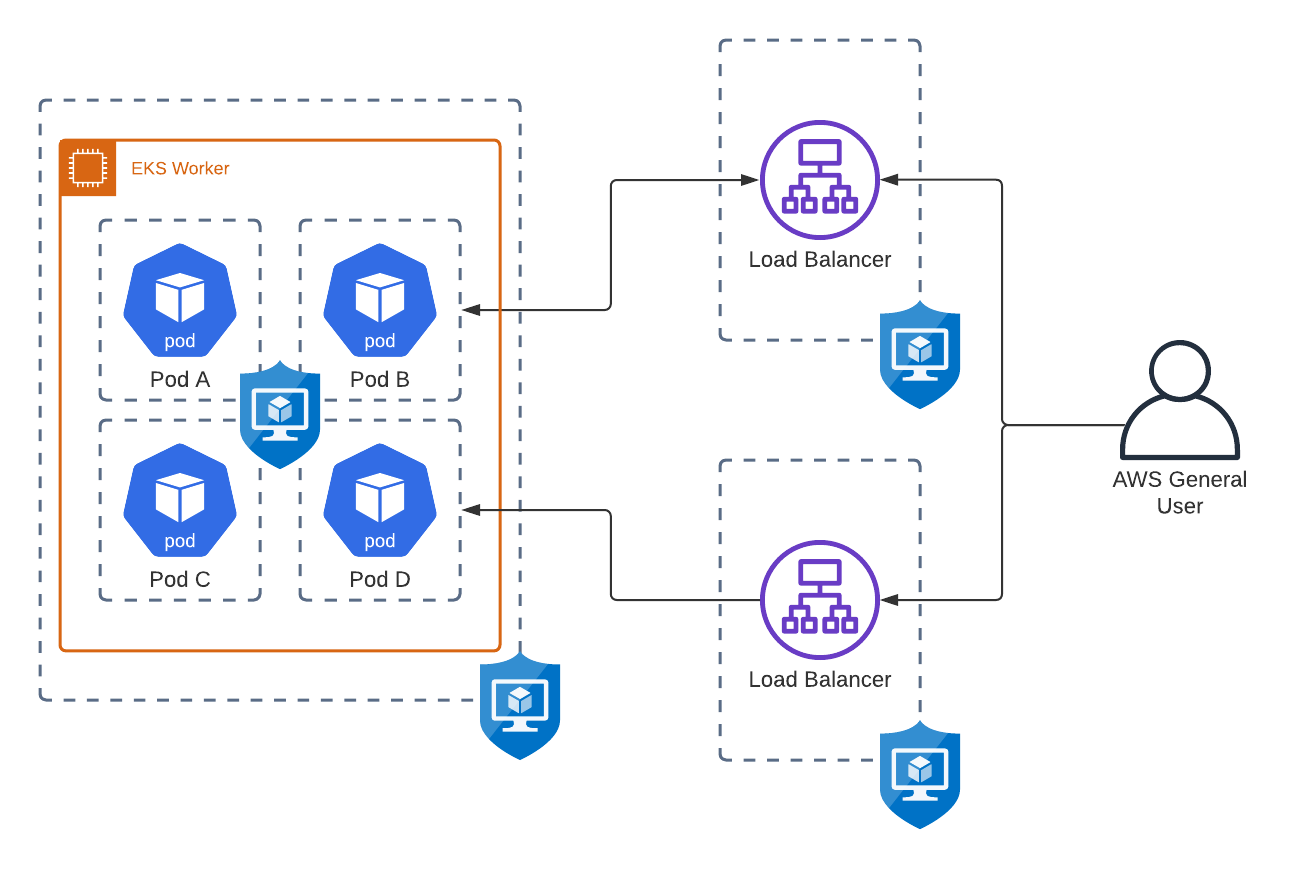 EKS Worker
pod
pod
Pod A
Pod B
pod
pod
Pod C
Pod D
Load Balancer
Load Balancer
AWS General
User